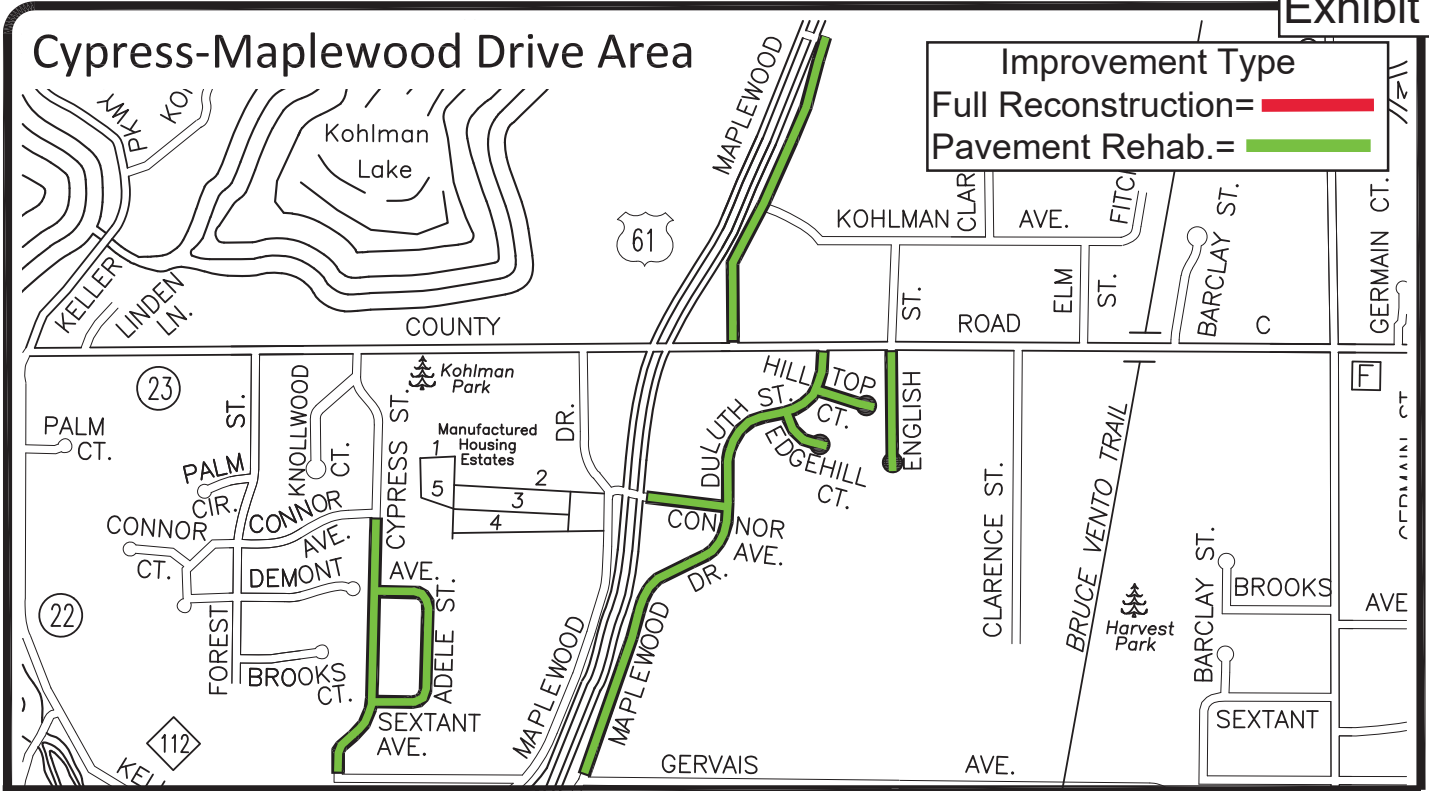 Exhibit
Cypress-Maplewood Drive Area
Improvement Type
Full Reconstruction=
Pavement Rehab.=
PKWY
Kohlman
Lake
MAPLEWOOD
61
KOHLMAN
AVE.
ELM
ST.
ST.
BARCLAY ST.
GERMAIN CT.
KELLER
LINDEN
LN.
COUNTY
ROAD
C
23
Kohlman
Park
HILL TOP
CT.
F
PALM
CT.
ST.
KNOLLWOOD
CT.
CYPRESS ST.
DR.
Manufactured
Housing
Estates
1
2
3
4
5
DULUTH
ST.
EDGEHILL
CT.
ENGLISH
PALM
CIR.
CONNOR
CT.
CONNOR
AVE.
CONNOR
AVE.
DR.
CLARENCE ST.
BRUCE VENTO TRAIL
DEMONT
AVE.
ADELE ST.
22
FOREST
BROOKS
CT.
MAPLEWOOD
MAPLEWOOD
Harvest
Park
BARCLAY ST.
BROOKS
AVE
BARCLAY ST.
SEXTANT
AVE.
SEXTANT
112
GERVAIS
AVE.